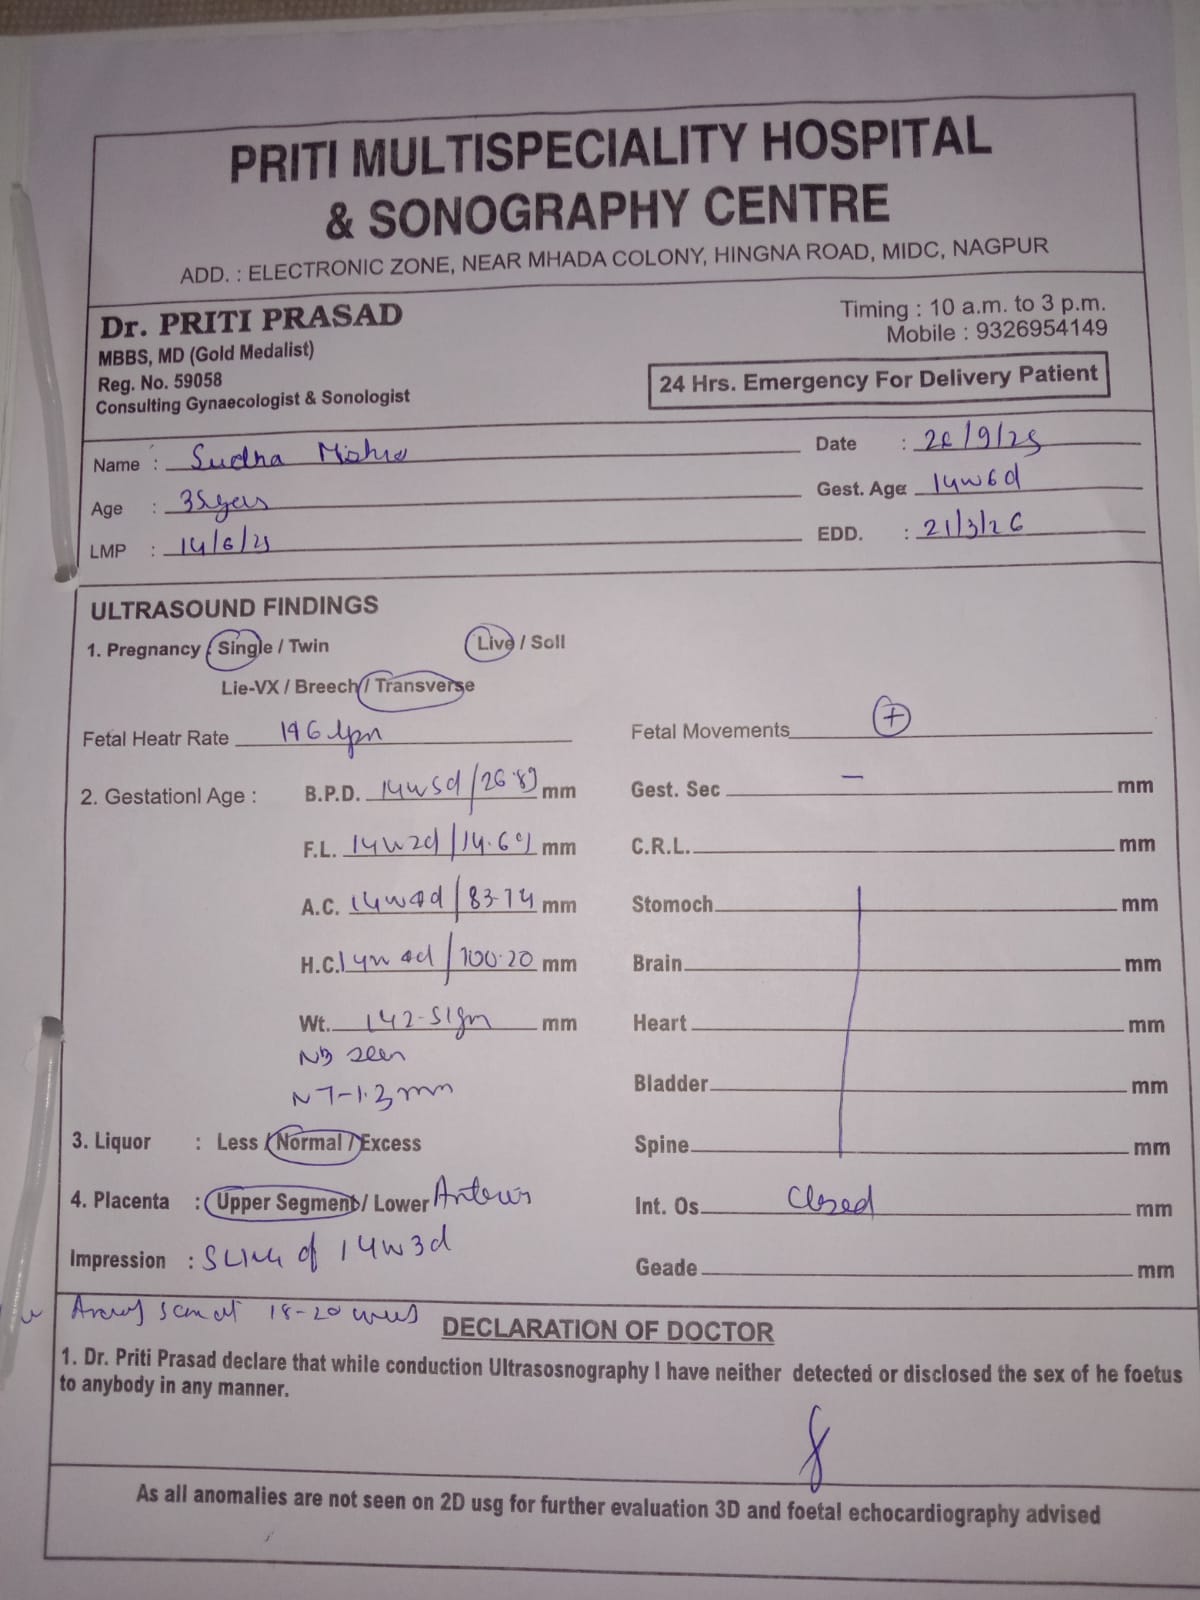 PRITI MULTISPECIALITY HOSPITAL
& SONOGRAPHY CENTRE
ADD. : ELECTRONIC ZONE, NEAR MHADA COLONY, HINGNA ROAD, MIDC, NAGPUR
Dr. PRITI PRASAD
MBBS, MD (Gold Medalist)
Reg. No. 59058
Consulting Gynaecologist & Sonologist
Timing : 10 a.m. to 3 p.m.
Mobile : 9326954149
24 Hrs. Emergency For Delivery Patient
Name : Sudha Mishra
Date :
Age : 35years
Gest. Age 14w6d
LMP : 14/6/25
EDD. : 21/3/26
ULTRASOUND FINDINGS
1. Pregnancy : Single / Twin Live / Soll
Lie-VX / Breech / Transverse
Fetal Heatr Rate 146 bpm
Fetal Movements +
2. Gestationl Age : B.P.D. 14w5d/26.89 mm
Gest. Sec – mm
F.L. 14w2d/14.69 mm
C.R.L. mm
A.C. 14w4d/83.74 mm
Stomoch mm
H.C. 14w4d/100.20 mm
Brain mm
Wt. mm
Heart mm
NB seen
NT-1.3mm
Bladder mm
3. Liquor : Less / Normal / Excess
Spine mm
4. Placenta : Upper Segment / Lower Anterior
Int. Os. Closed mm
Impression : SLIUG of 14w3d
Geade mm
scan at 18-20 weeks
DECLARATION OF DOCTOR
1. Dr. Priti Prasad declare that while conduction Ultrasosnography I have neither detected or disclosed the sex of he foetus
to anybody in any manner.
As all anomalies are not seen on 2D usg for further evaluation 3D and foetal echocardiography advised